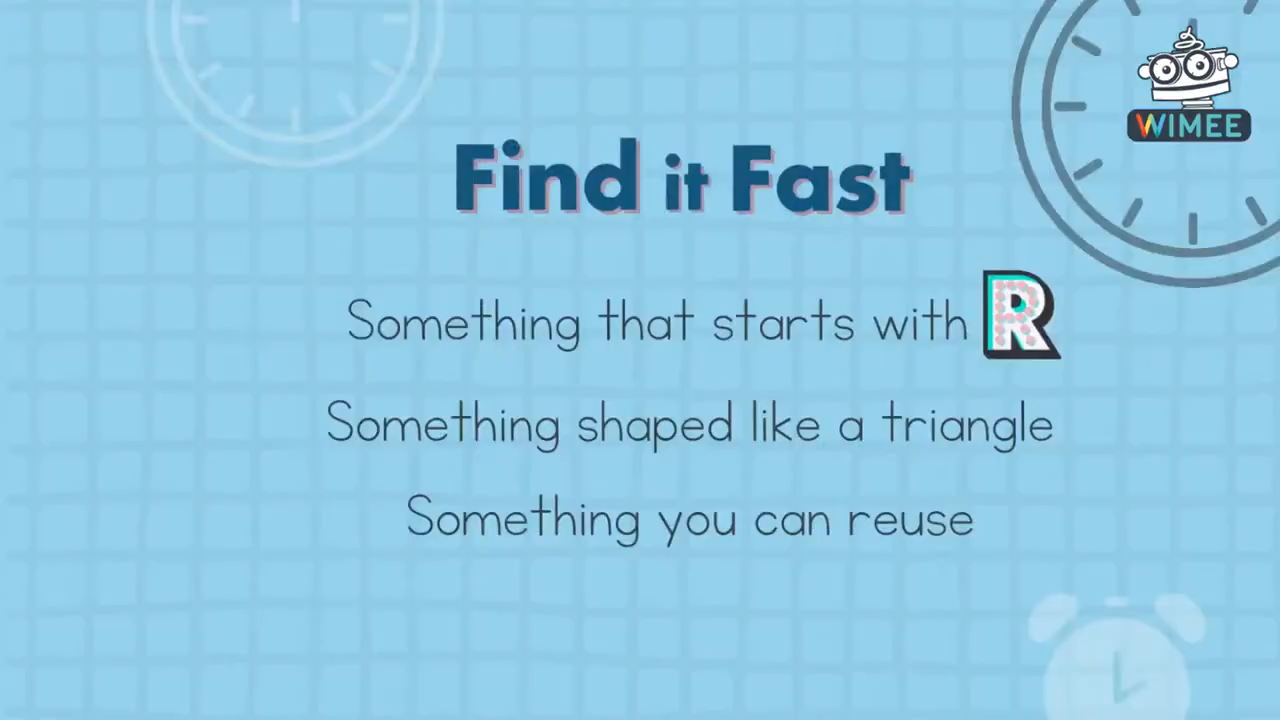 WIMEE
Find it Fast
Something that starts with R
Something shaped like a triangle
Something you can reuse